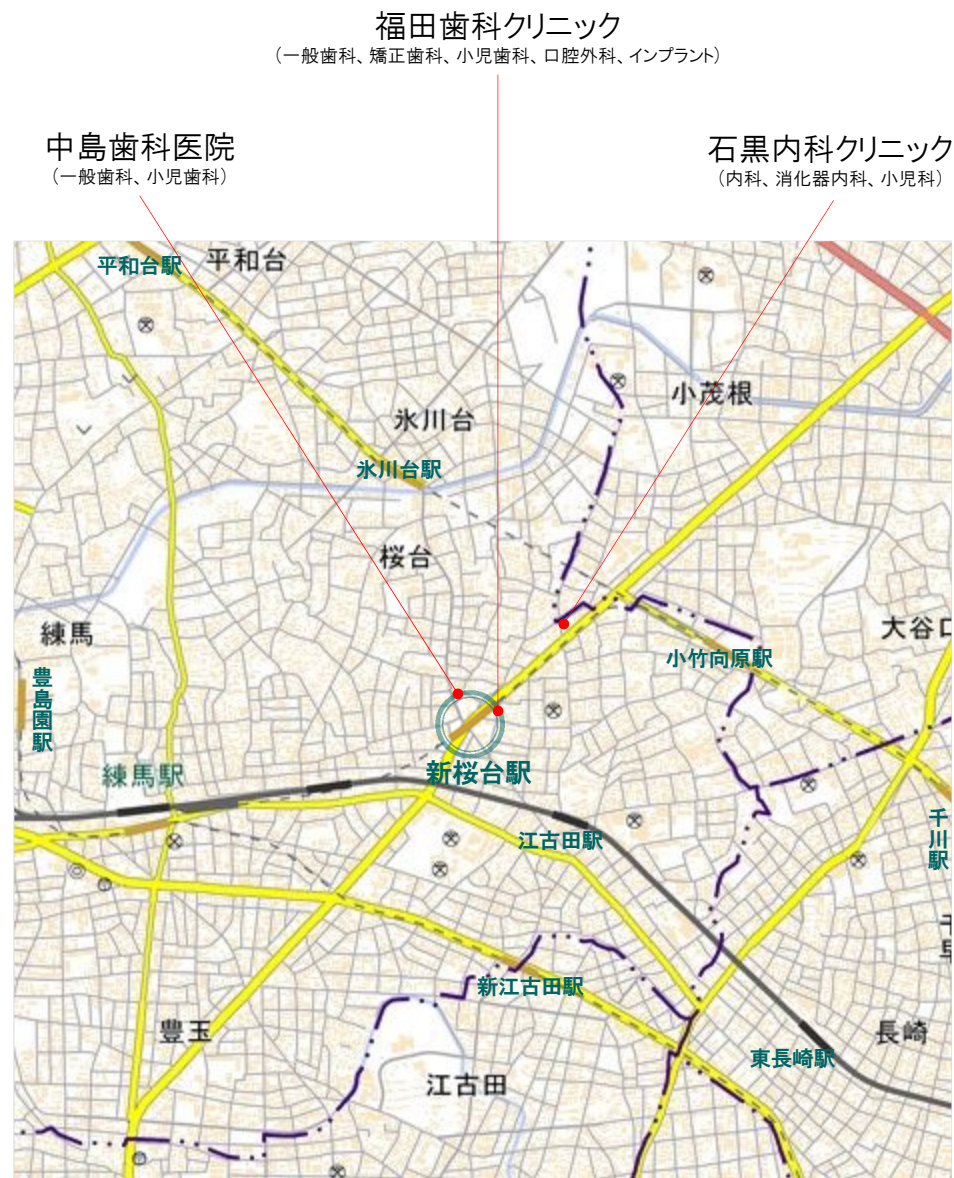 福田歯科クリニック
（一般歯科、矯正歯科、小児歯科、口腔外科、インプラント）
中島歯科医院
（一般歯科、小児歯科）
石黒内科クリニック
（内科、消化器内科、小児科）
平和台駅
平和台
小茂根
氷川台
氷川台駅
桜台
練馬
大谷口
小竹向原駅
豊島園駅
新桜台駅
練馬駅
江古田駅
千川駅
新江古田駅
豊玉
長崎
東長崎駅
江古田